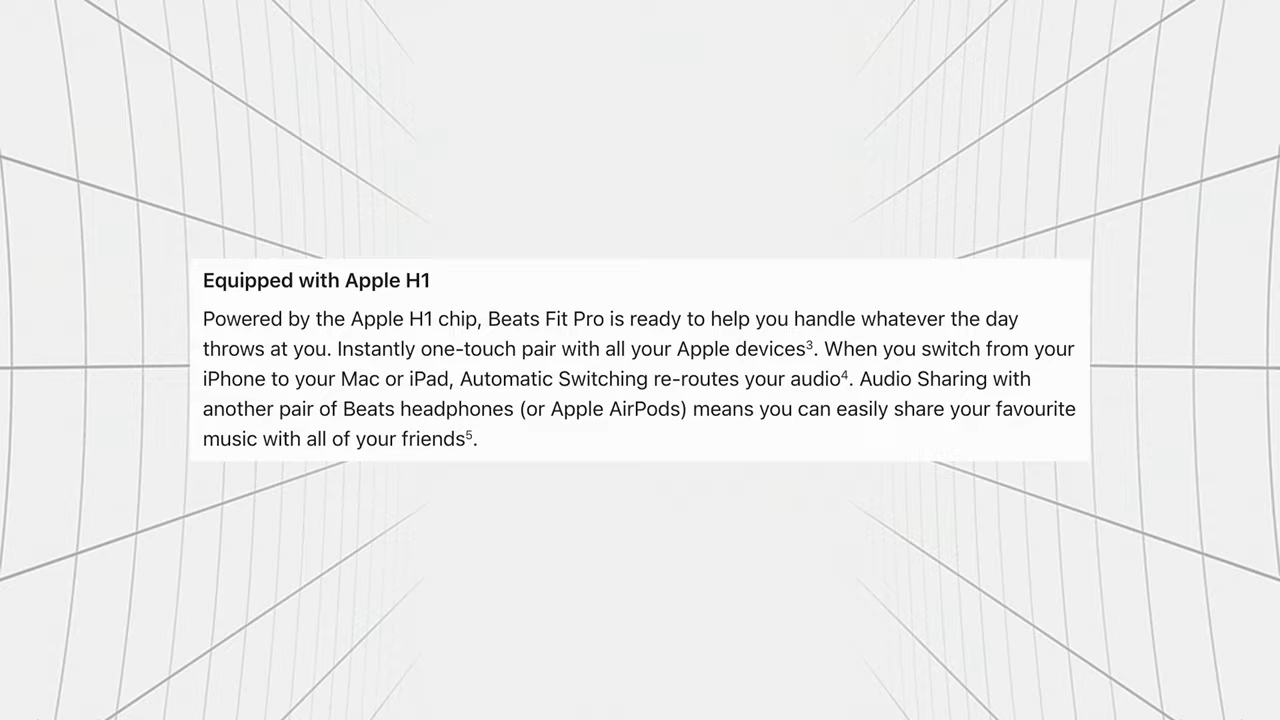 Equipped with Apple H1
Powered by the Apple H1 chip, Beats Fit Pro is ready to help you handle whatever the day
throws at you. Instantly one-touch pair with all your Apple devices³. When you switch from your
iPhone to your Mac or iPad, Automatic Switching re-routes your audio⁴. Audio Sharing with
another pair of Beats headphones (or Apple AirPods) means you can easily share your favourite
music with all of your friends⁵.